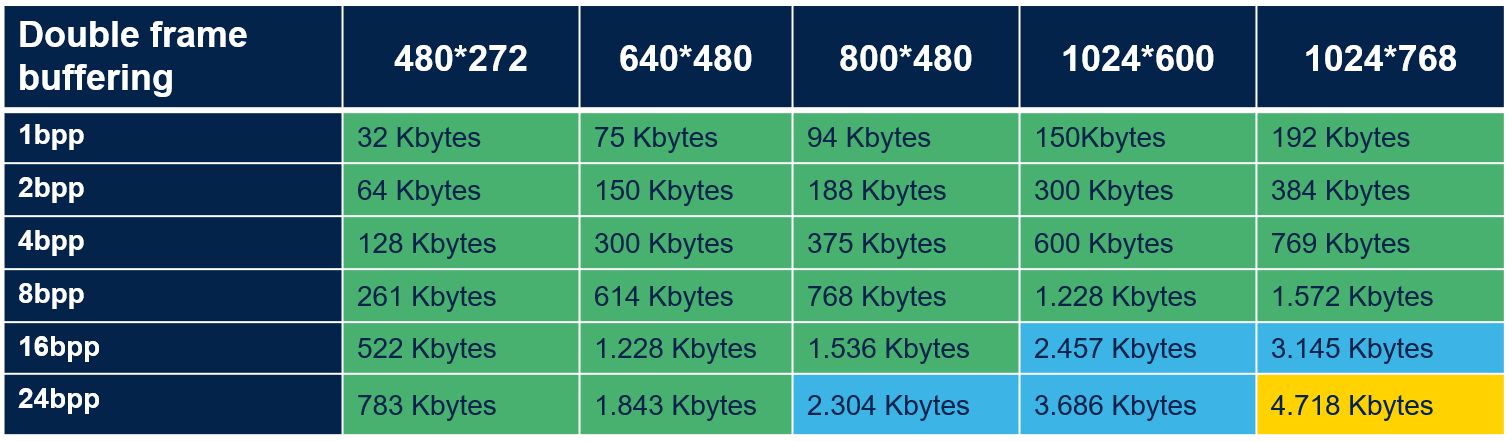 Double frame
buffering
480*272 640*480 800*480 1024*600 1024*768
1bpp 32 Kbytes 75 Kbytes 94 Kbytes 150Kbytes 192 Kbytes
2bpp 64 Kbytes 150 Kbytes 188 Kbytes 300 Kbytes 384 Kbytes
4bpp 128 Kbytes 300 Kbytes 375 Kbytes 600 Kbytes 769 Kbytes
8bpp 261 Kbytes 614 Kbytes 768 Kbytes 1.228 Kbytes 1.572 Kbytes
16bpp 522 Kbytes 1.228 Kbytes 1.536 Kbytes 2.457 Kbytes 3.145 Kbytes
24bpp 783 Kbytes 1.843 Kbytes 2.304 Kbytes 3.686 Kbytes 4.718 Kbytes